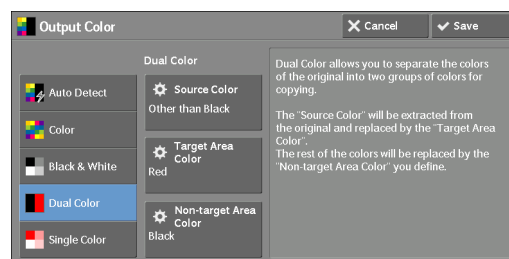 Output Color
Cancel
Save
Auto Detect
Color
Black & White
Dual Color
Single Color
Dual Color
Source Color
Other than Black
Target Area
Color
Red
Non-target Area
Color
Black
Dual Color allows you to separate the colors
of the original into two groups of colors for
copying.
The "Source Color" will be extracted from
the original and replaced by the "Target Area
Color".
The rest of the colors will be replaced by the
"Non-target Area Color" you define.